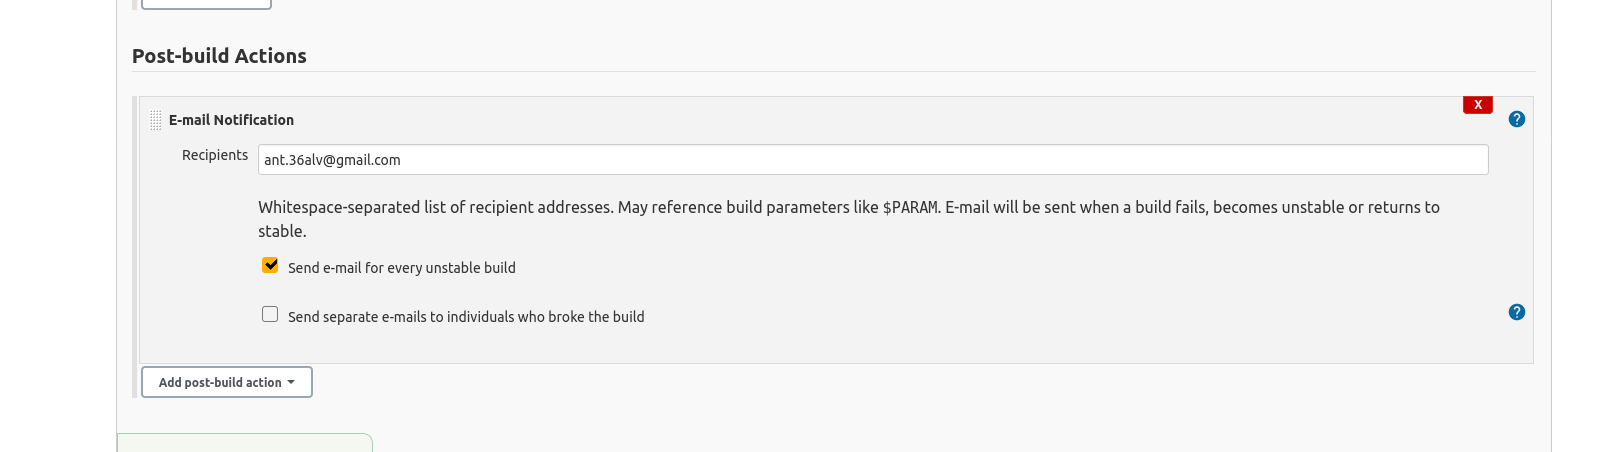 Post-build Actions
X
E-mail Notification
?
Recipients
ant.36alv@gmail.com
Whitespace-separated list of recipient addresses. May reference build parameters like $PARAM. E-mail will be sent when a build fails, becomes unstable or returns to
stable.
Send e-mail for every unstable build
Send separate e-mails to individuals who broke the build
?
Add post-build action